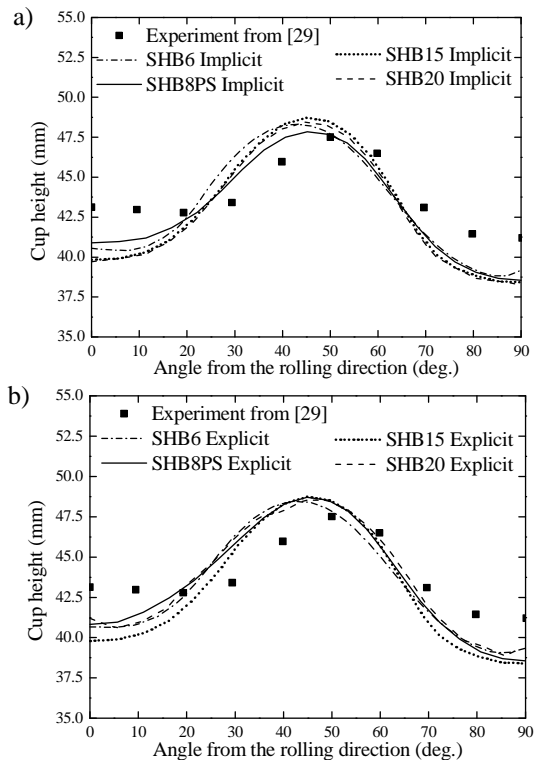 a)
55.0
52.5
50.0
47.5
45.0
42.5
40.0
37.5
35.0
Cup height (mm)
Experiment from [29]
SHB6 Implicit
SHB8PS Implicit
SHB15 Implicit
SHB20 Implicit
0 10 20 30 40 50 60 70 80 90
Angle from the rolling direction (deg.)
b)
55.0
52.5
50.0
47.5
45.0
42.5
40.0
37.5
35.0
Cup height (mm)
Experiment from [29]
SHB6 Explicit
SHB8PS Explicit
SHB15 Explicit
SHB20 Explicit
0 10 20 30 40 50 60 70 80 90
Angle from the rolling direction (deg.)